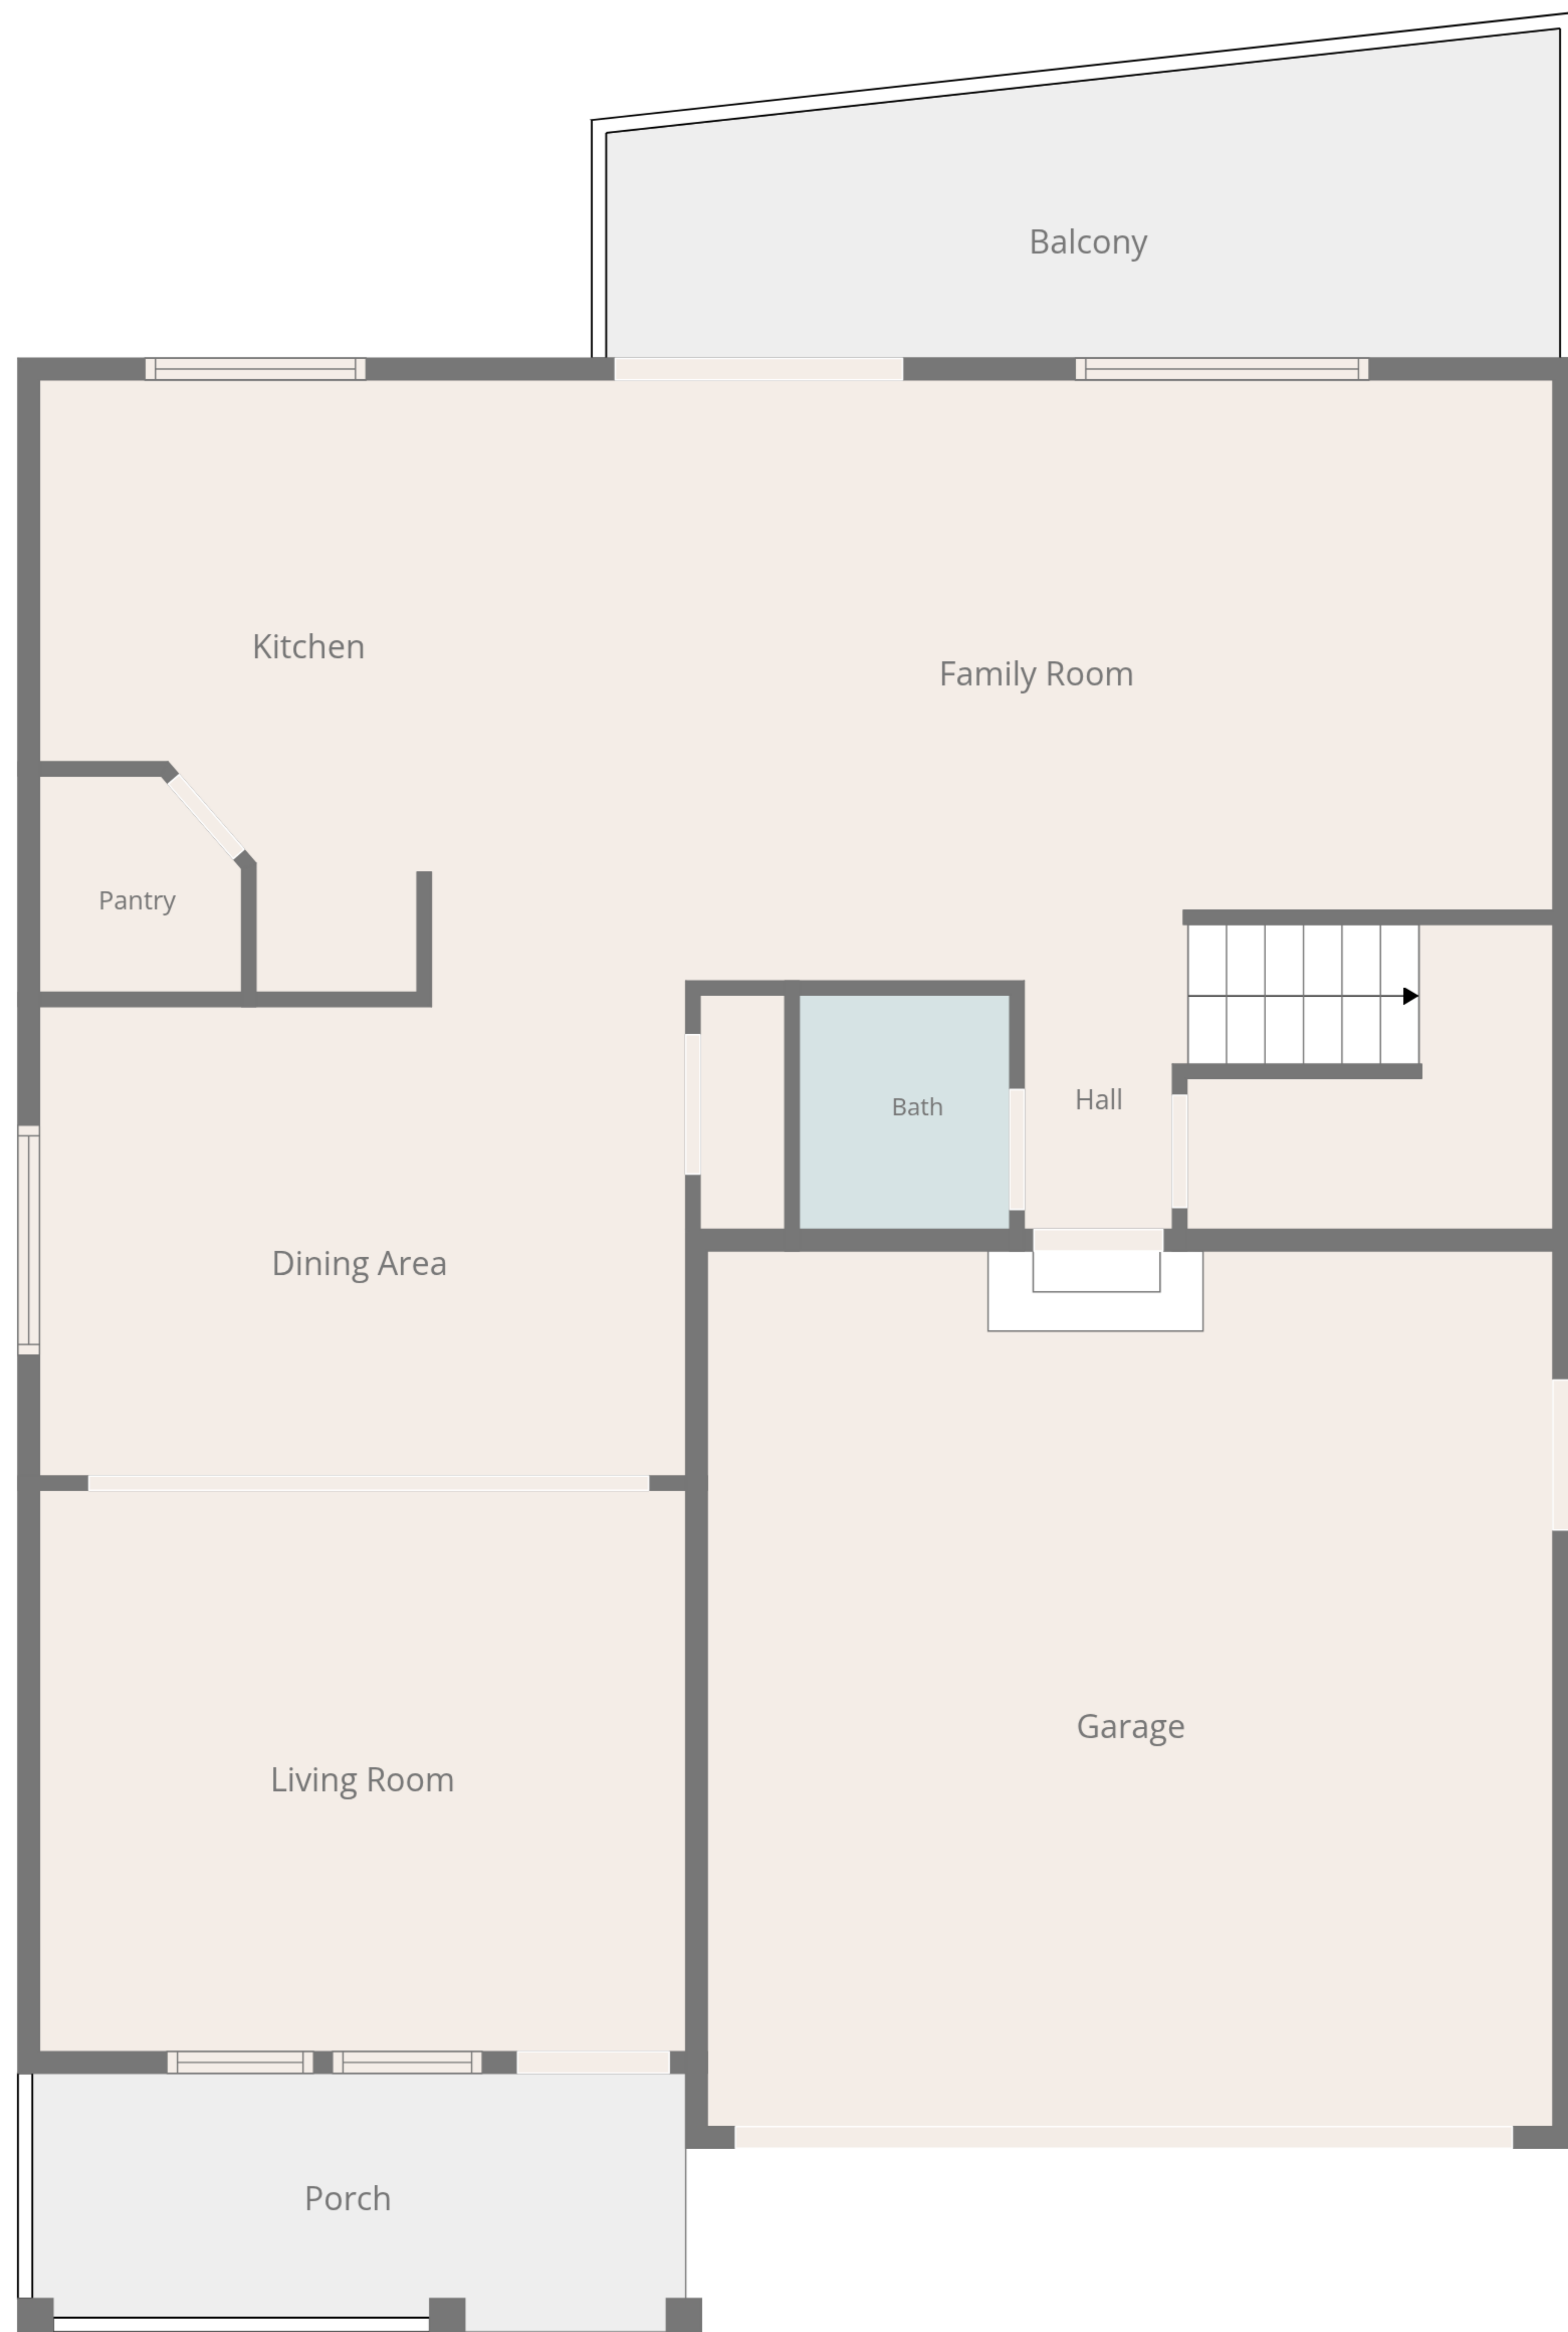 Balcony
Kitchen
Family Room
Pantry
Bath
Hall
Dining Area
Garage
Living Room
Porch